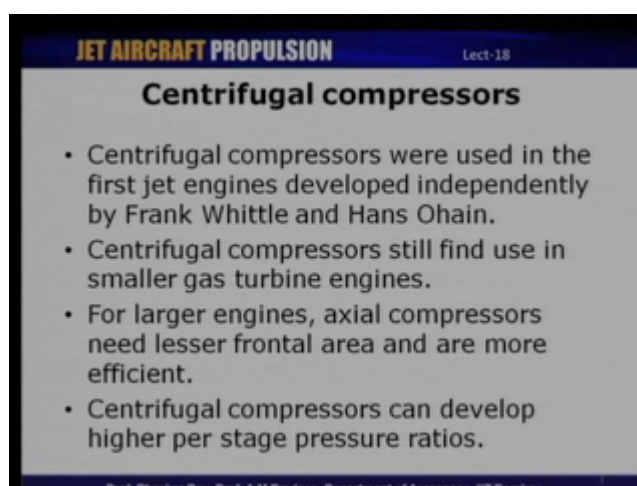 JET AIRCRAFT PROPULSION Lect-18
Centrifugal compressors
• Centrifugal compressors were used in the
first jet engines developed independently
by Frank Whittle and Hans Ohain.
• Centrifugal compressors still find use in
smaller gas turbine engines.
• For larger engines, axial compressors
need lesser frontal area and are more
efficient.
• Centrifugal compressors can develop
higher per stage pressure ratios.